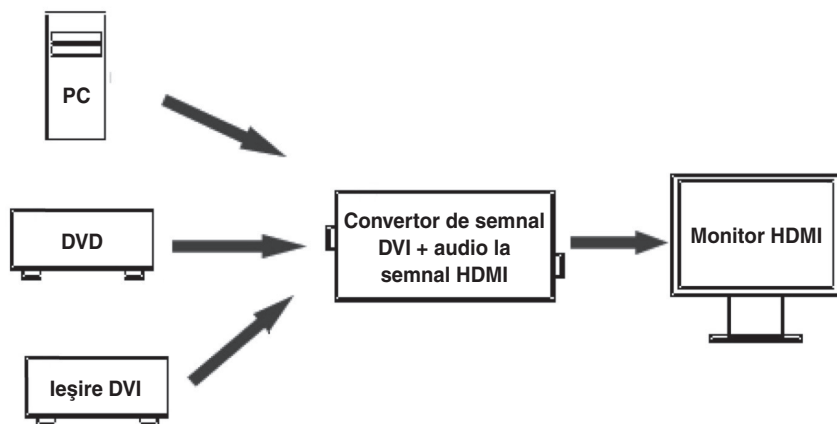 PC
DVD
Ieşire DVI
Convertor de semnal
DVI + audio la
semnal HDMI
Monitor HDMI